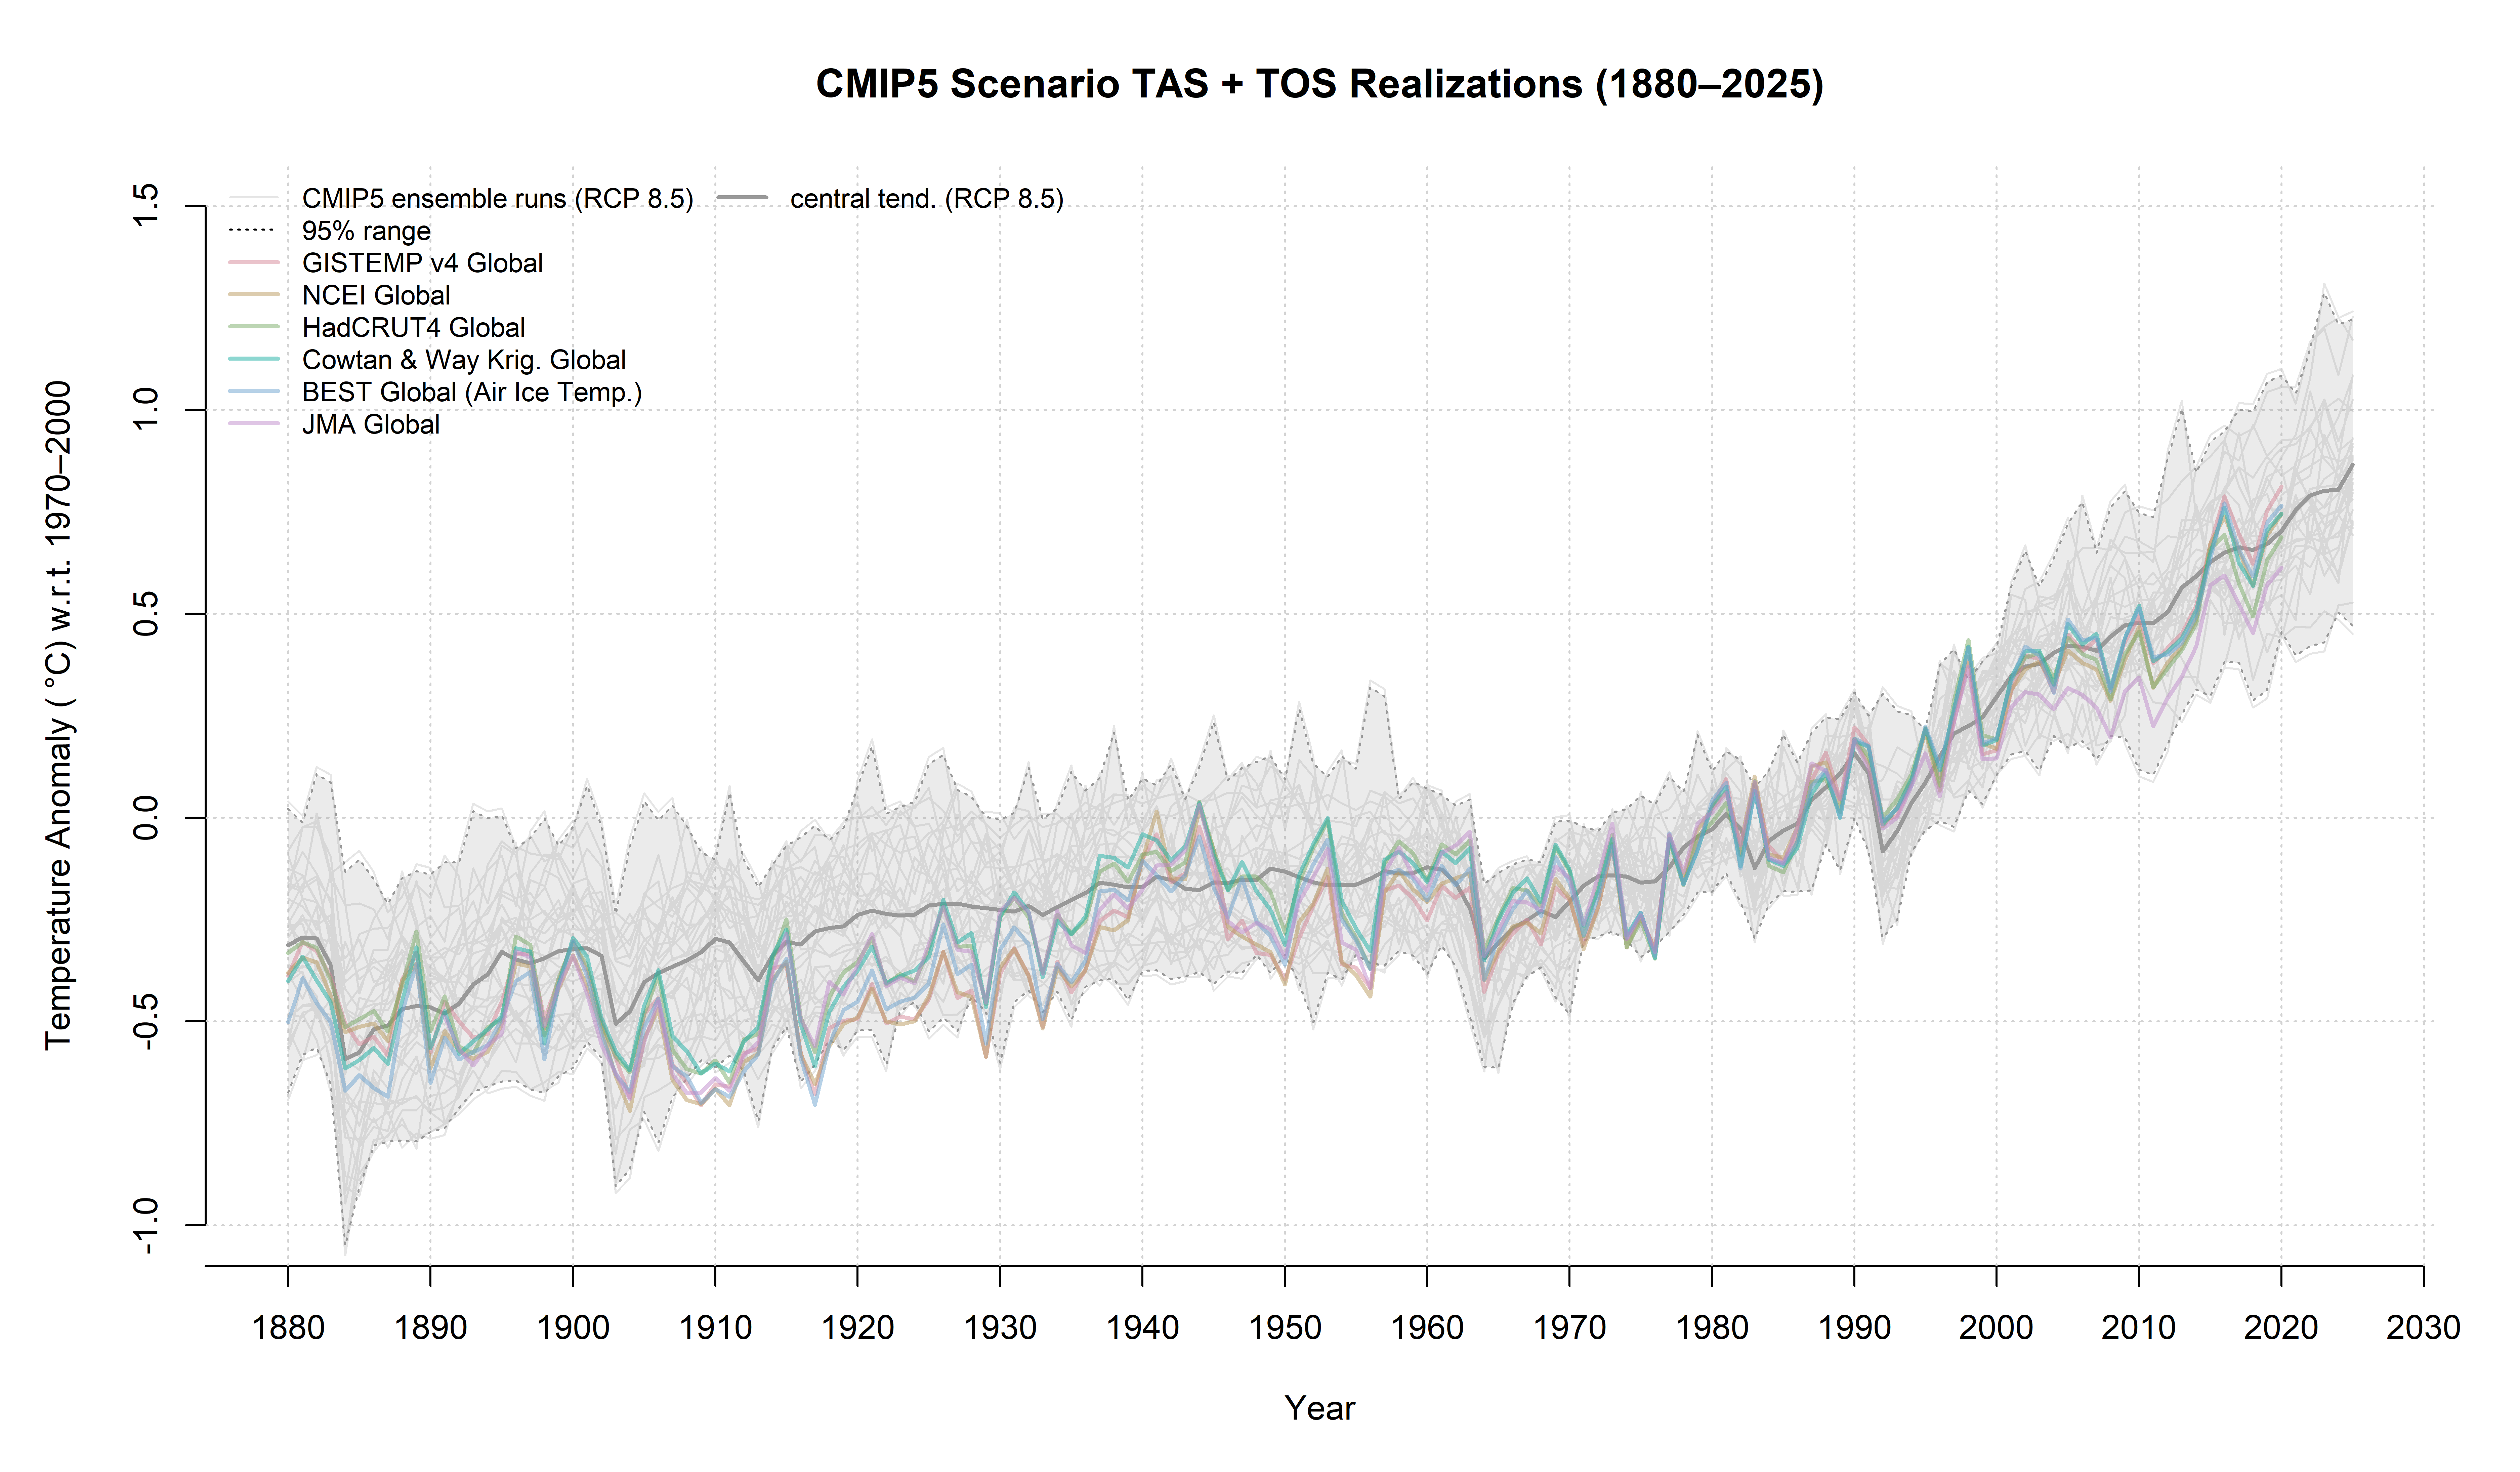 CMIP5 Scenario TAS + TOS Realizations (1880–2025)
CMIP5 ensemble runs (RCP 8.5) central tend. (RCP 8.5)
95% range
GISTEMP v4 Global
NCEI Global
HadCRUT4 Global
Cowtan & Way Krig. Global
BEST Global (Air Ice Temp.)
JMA Global
Temperature Anomaly ( °C) w.r.t. 1970–2000
1.5
1.0
0.5
0.0
-0.5
-1.0
1880 1890 1900 1910 1920 1930 1940 1950 1960 1970 1980 1990 2000 2010 2020 2030
Year